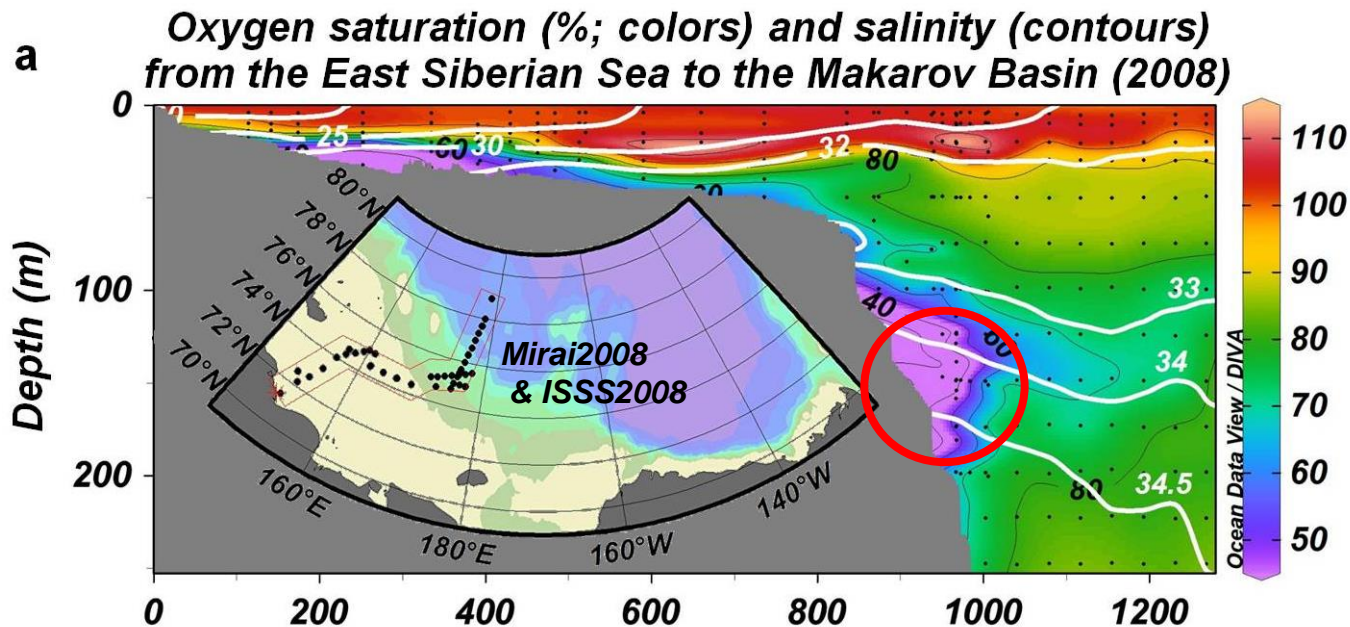 a
Oxygen saturation (%; colors) and salinity (contours)
from the East Siberian Sea to the Makarov Basin (2008)
0
100
200
Depth (m)
25
30
32
60
80
40
60
33
34
34.5
80
80°N
78°N
76°N
74°N
72°N
70°N
160°E
180°E
160°W
140°W
Mirai2008
& ISSS2008
110
100
90
80
70
60
50
Ocean Data View / DIVA
0
200
400
600
800
1000
1200